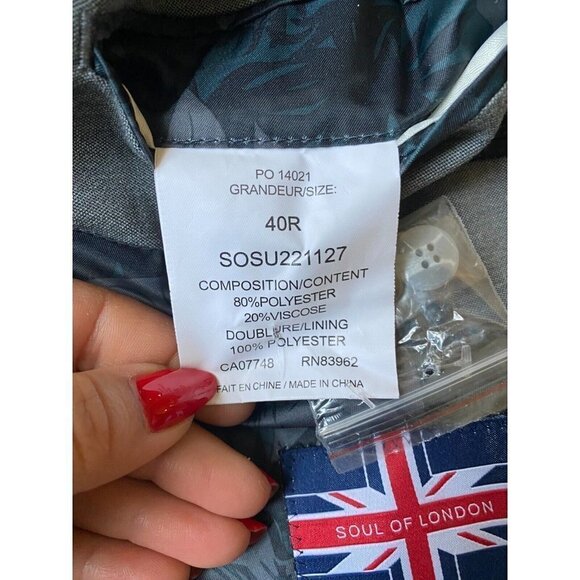 PO 14021
GRANDEUR/SIZE:
40R
SOSU221127
COMPOSITION/CONTENT
80%POLYESTER
20%VISCOSE
DOUBLURE/LINING
100% POLYESTER
CA07748 RN83962
FAIT EN CHINE / MADE IN CHINA
SOUL OF LONDON